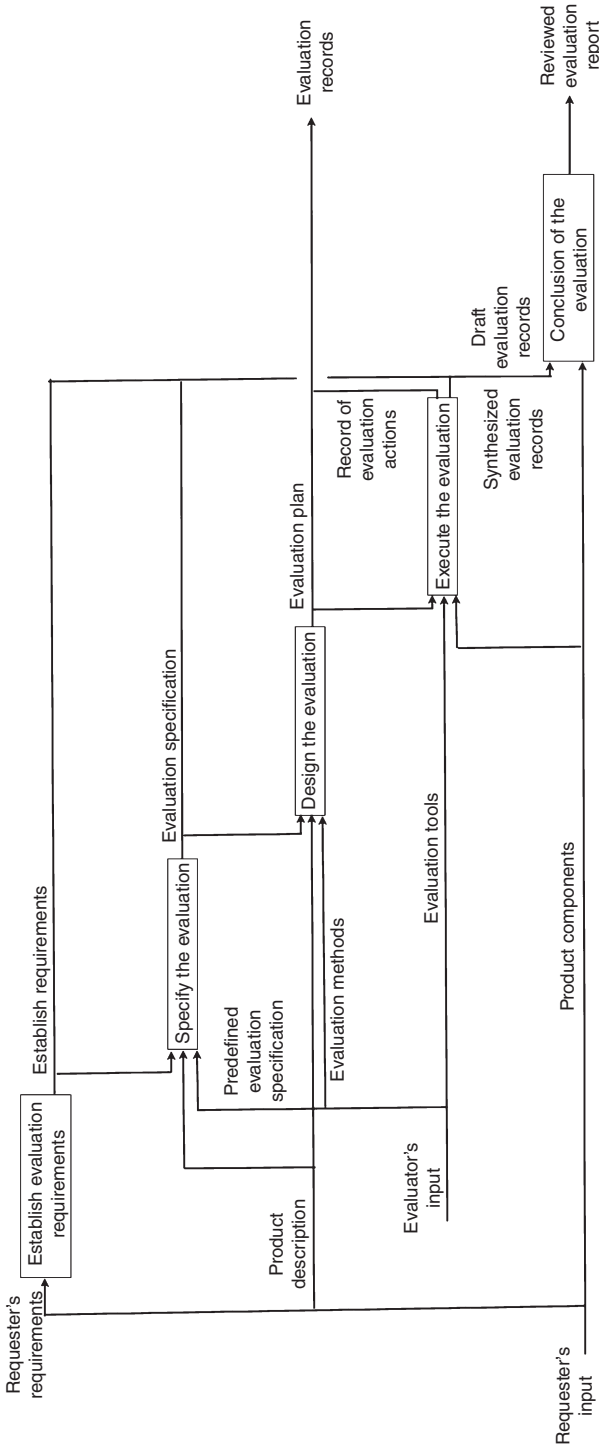 Requester's
requirements
Establish evaluation
requirements
Establish requirements
Specify the evaluation
Evaluation specification
Predefined
evaluation
specification
Product
description
Evaluation methods
Design the evaluation
Evaluation plan
Evaluation
records
Evaluator's
input
Evaluation tools
Execute the evaluation
Record of
evaluation
actions
Draft
evaluation
records
Synthesized
evaluation
records
Requester's
input
Product components
Conclusion of the
evaluation
Reviewed
evaluation
report